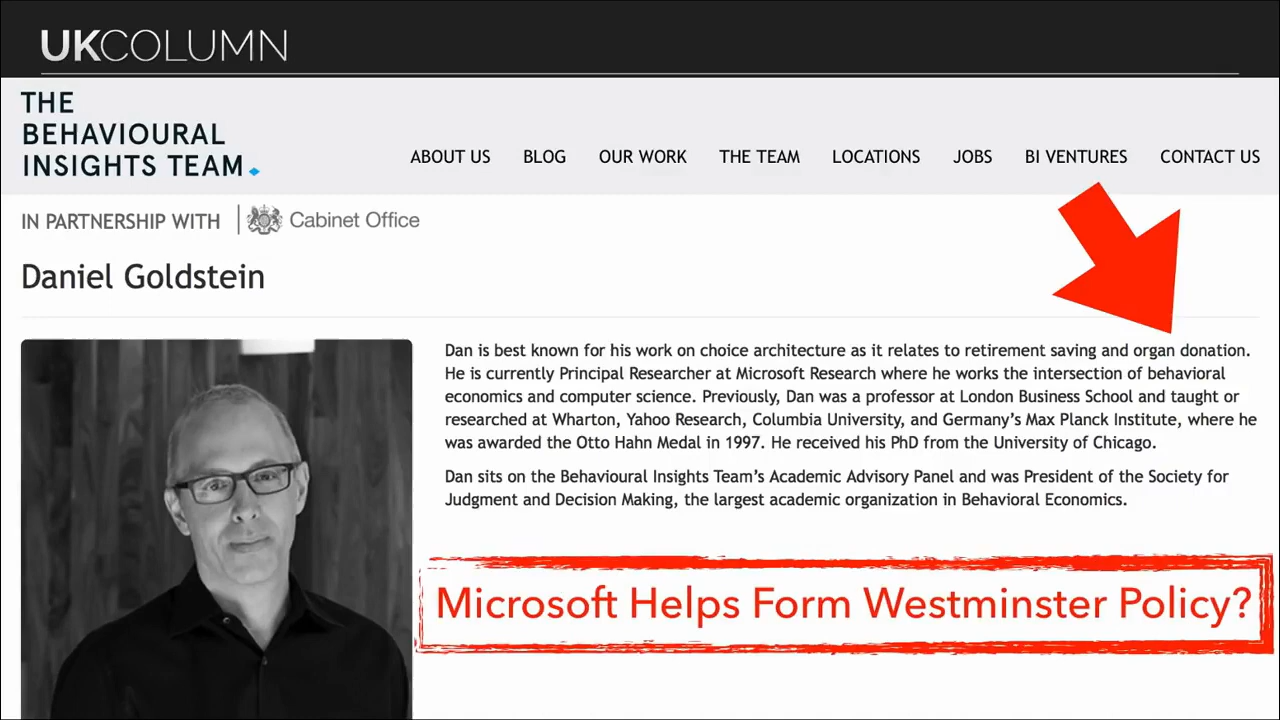 UKCOLUMN
THE
BEHAVIOURAL
INSIGHTS TEAM
ABOUT US BLOG OUR WORK THE TEAM LOCATIONS JOBS BI VENTURES CONTACT US
IN PARTNERSHIP WITH Cabinet Office
Daniel Goldstein
Dan is best known for his work on choice architecture as it relates to retirement saving and organ donation.
He is currently Principal Researcher at Microsoft Research where he works the intersection of behavioral
economics and computer science. Previously, Dan was a professor at London Business School and taught or
researched at Wharton, Yahoo Research, Columbia University, and Germany's Max Planck Institute, where he
was awarded the Otto Hahn Medal in 1997. He received his PhD from the University of Chicago.
Dan sits on the Behavioural Insights Team's Academic Advisory Panel and was President of the Society for
Judgment and Decision Making, the largest academic organization in Behavioral Economics.
Microsoft Helps Form Westminster Policy?